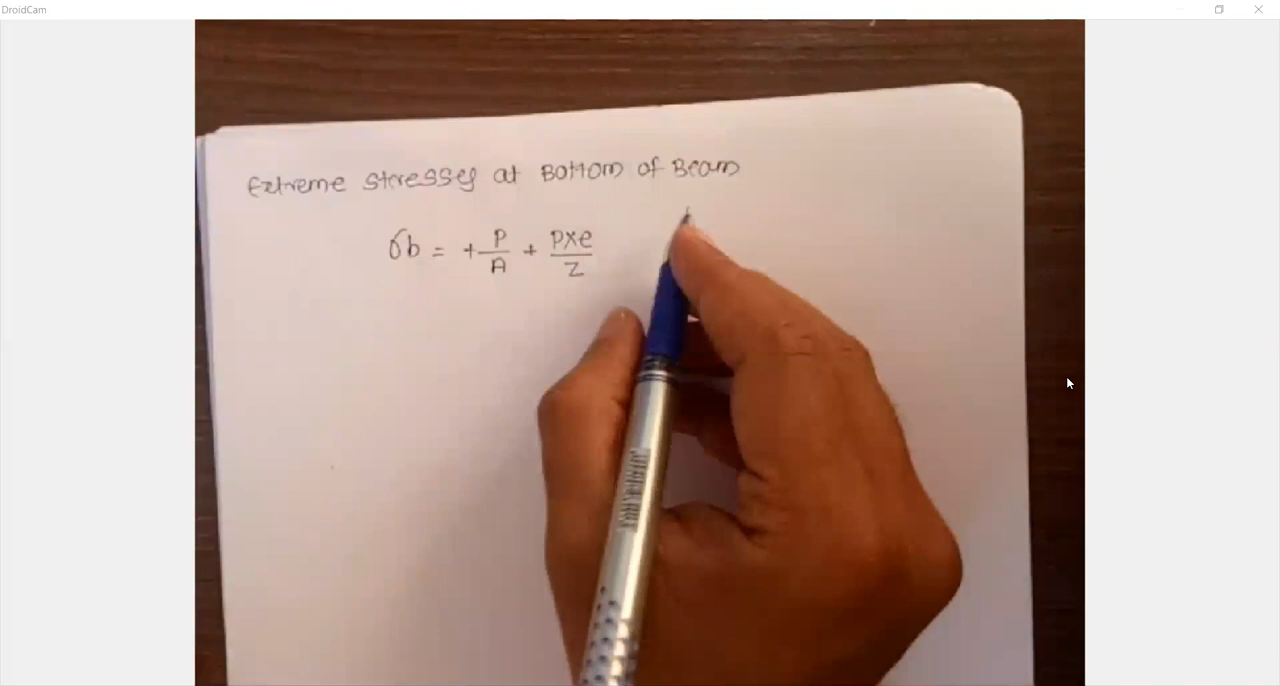 DroidCam
Extreme stresses at Bottom of Beam
σb = + P/A + P×e/Z